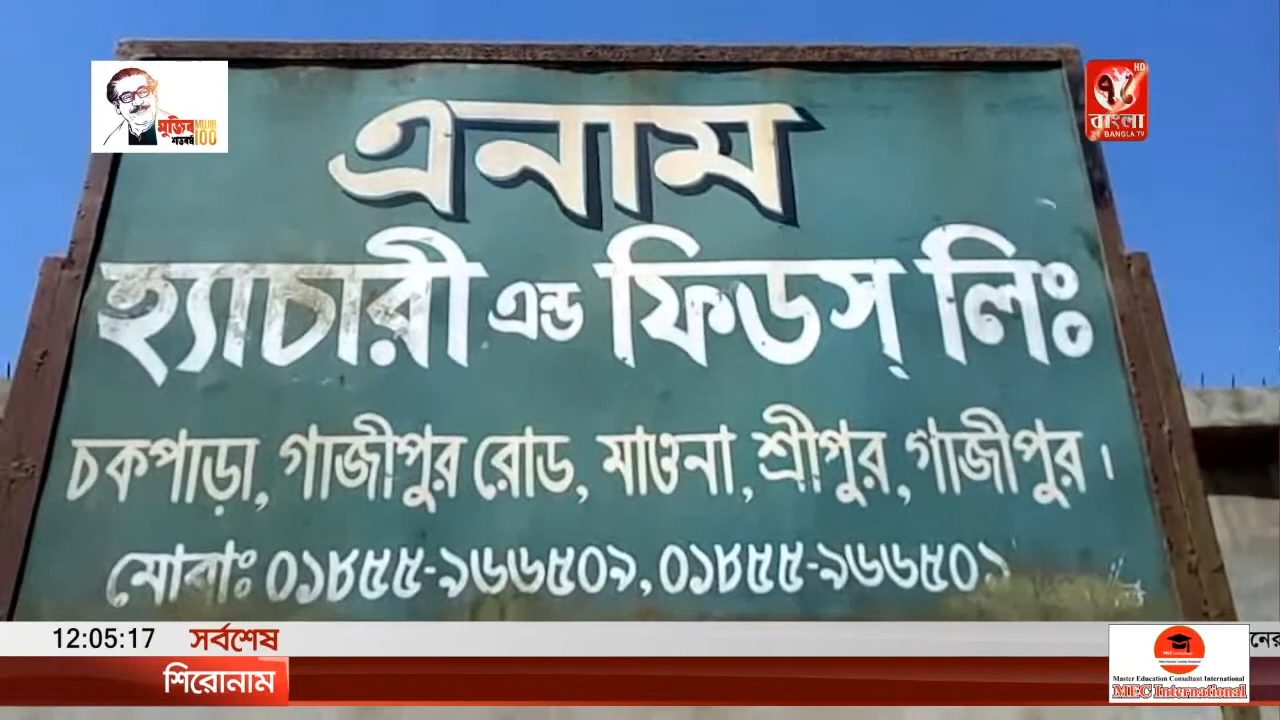 মুজিব MUJIB
শতবর্ষ 100
HD
৭১
বাংলা
71 BANGLA TV
এনাম
হ্যাচারী এন্ড ফিডস্ লিঃ
চকপাড়া, গাজীপুর রোড, মাওনা, শ্রীপুর, গাজীপুর।
মোবাঃ ০১৮৫৫-৯৬৬৫০৯, ০১৮৫৫-৯৬৬৫০১
12:05:17 সর্বশেষ
শিরোনাম
Master Education Consultant International
MEC International